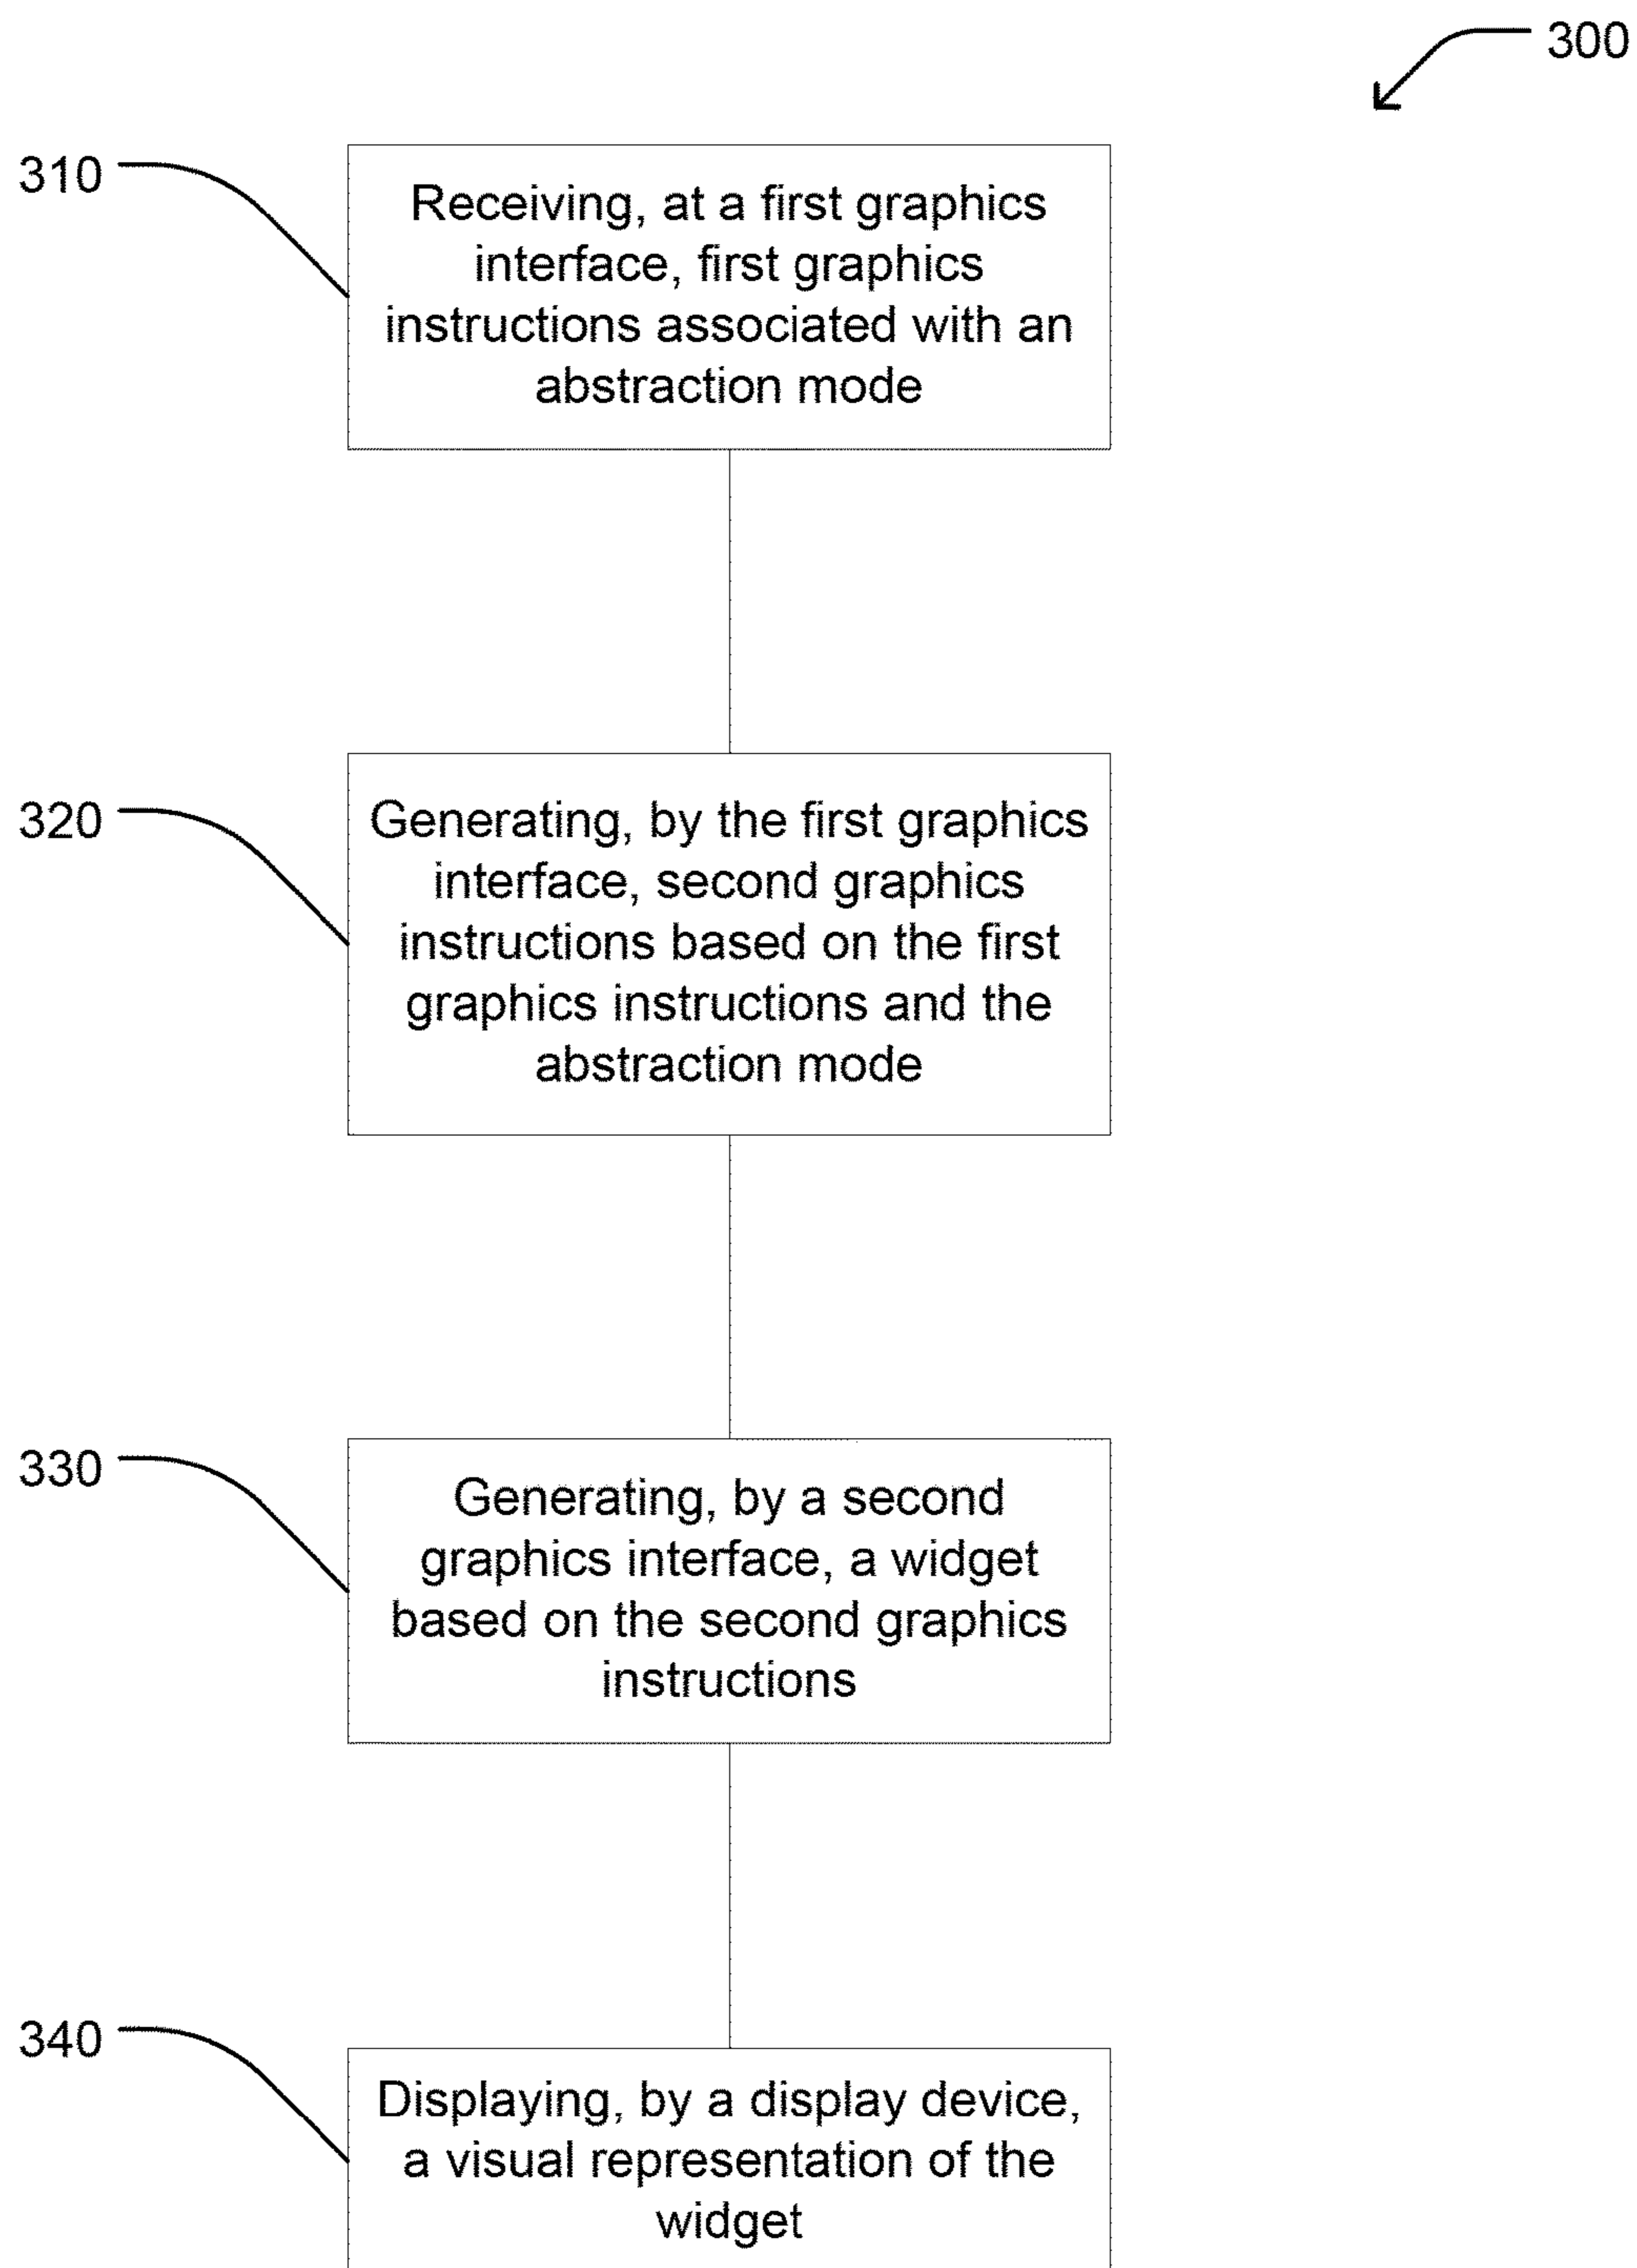 300
310
Receiving, at a first graphics
interface, first graphics
instructions associated with an
abstraction mode
320
Generating, by the first graphics
interface, second graphics
instructions based on the first
graphics instructions and the
abstraction mode
330
Generating, by a second
graphics interface, a widget
based on the second graphics
instructions
340
Displaying, by a display device,
a visual representation of the
widget